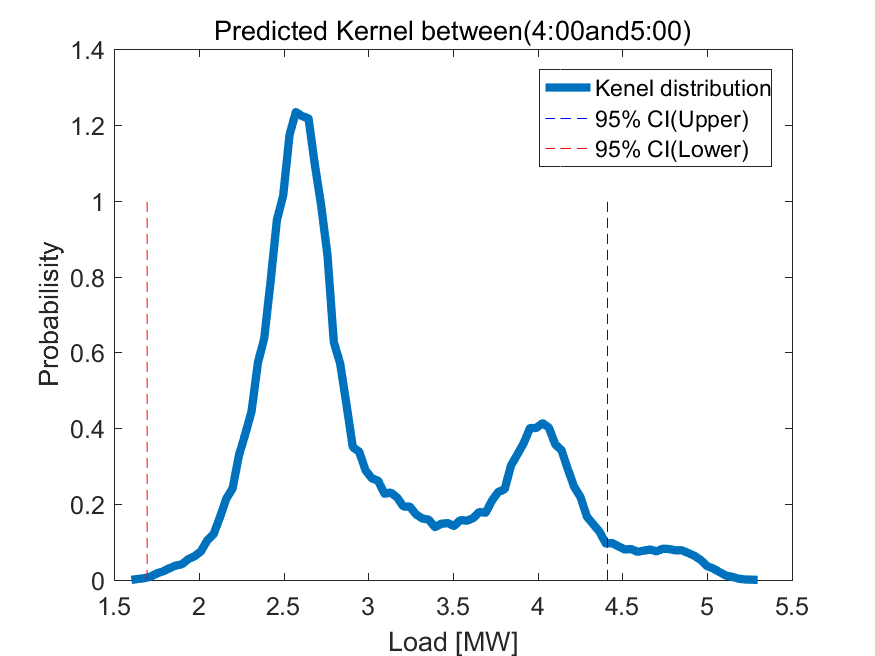 Predicted Kernel between(4:00and5:00)
1.4
1.2
1
0.8
0.6
0.4
0.2
0
Probabilisity
Kenel distribution
95% CI(Upper)
95% CI(Lower)
1.5 2 2.5 3 3.5 4 4.5 5 5.5
Load [MW]